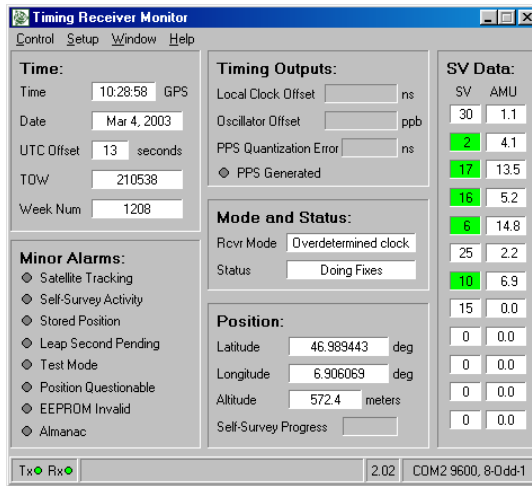 Timing Receiver Monitor
Control Setup Window Help
Time:
Time 10:28:58 GPS
Date Mar 4, 2003
UTC Offset 13 seconds
TOW 210538
Week Num 1208
Minor Alarms:
Satellite Tracking
Self-Survey Activity
Stored Position
Leap Second Pending
Test Mode
Position Questionable
EEPROM Invalid
Almanac
Timing Outputs:
Local Clock Offset ns
Oscillator Offset ppb
PPS Quantization Error ns
PPS Generated
Mode and Status:
Rcvr Mode Overdetermined clock
Status Doing Fixes
Position:
Latitude 46.989443 deg
Longitude 6.906069 deg
Altitude 572.4 meters
Self-Survey Progress
SV Data:
SV AMU
30 1.1
2 4.1
17 13.5
16 5.2
6 14.8
25 2.2
10 6.9
15 0.0
0 0.0
0 0.0
0 0.0
0 0.0
Tx Rx 2.02 COM2 9600, 8-Odd-1